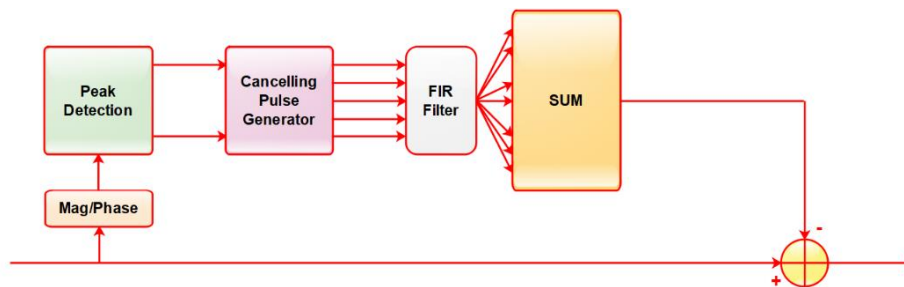 Peak
Detection
Cancelling
Pulse
Generator
FIR
Filter
SUM
Mag/Phase
-
+